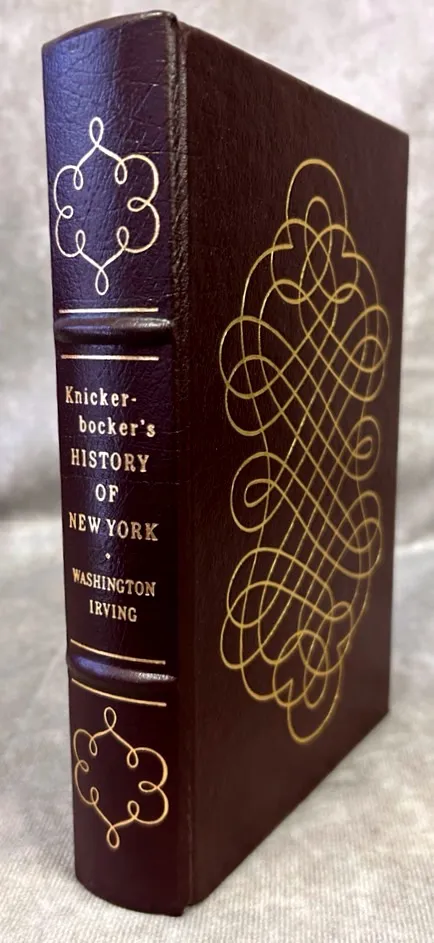 Knicker-
bocker's
HISTORY
OF
NEW YORK
WASHINGTON
IRVING